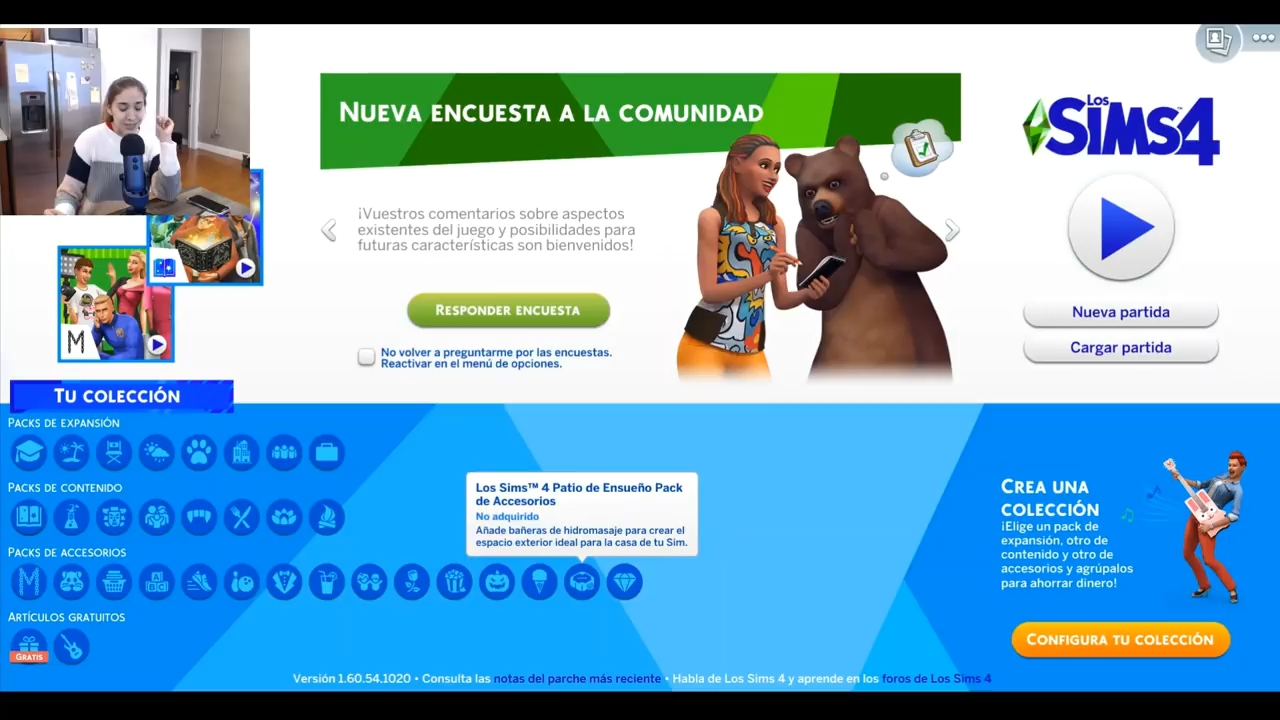 NUEVA ENCUESTA A LA COMUNIDAD
¡Vuestros comentarios sobre aspectos
existentes del juego y posibilidades para
futuras características son bienvenidos!
RESPONDER ENCUESTA
No volver a preguntarme por las encuestas.
Reactivar en el menú de opciones.
LOS SIMS 4
Nueva partida
Cargar partida
M
TU COLECCIÓN
PACKS DE EXPANSIÓN
PACKS DE CONTENIDO
PACKS DE ACCESORIOS
M
ABC
ARTÍCULOS GRATUITOS
GRATIS
Los Sims™ 4 Patio de Ensueño Pack
de Accesorios
No adquirido
Añade bañeras de hidromasaje para crear el
espacio exterior ideal para la casa de tu Sim.
CREA UNA
COLECCIÓN
¡Elige un pack de
expansión, otro de
contenido y otro de
accesorios y agrúpalos
para ahorrar dinero!
CONFIGURA TU COLECCIÓN
Versión 1.60.54.1020 • Consulta las notas del parche más reciente • Habla de Los Sims 4 y aprende en los foros de Los Sims 4